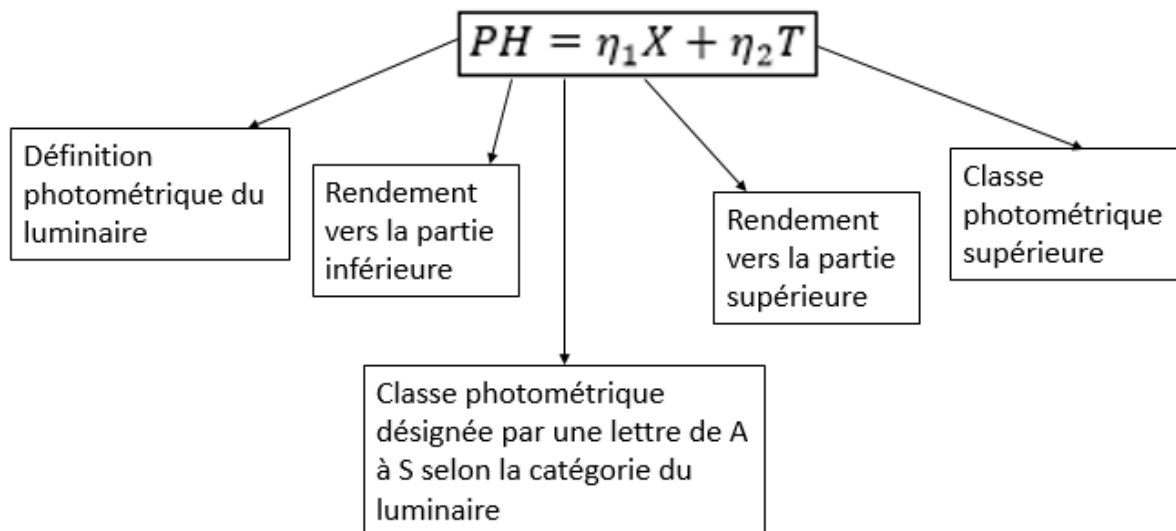 PH = η₁X + η₂T
Définition
photométrique du
luminaire
Rendement
vers la partie
inférieure
Rendement
vers la partie
supérieure
Classe
photométrique
supérieure
Classe photométrique
désignée par une lettre de A
à S selon la catégorie du
luminaire